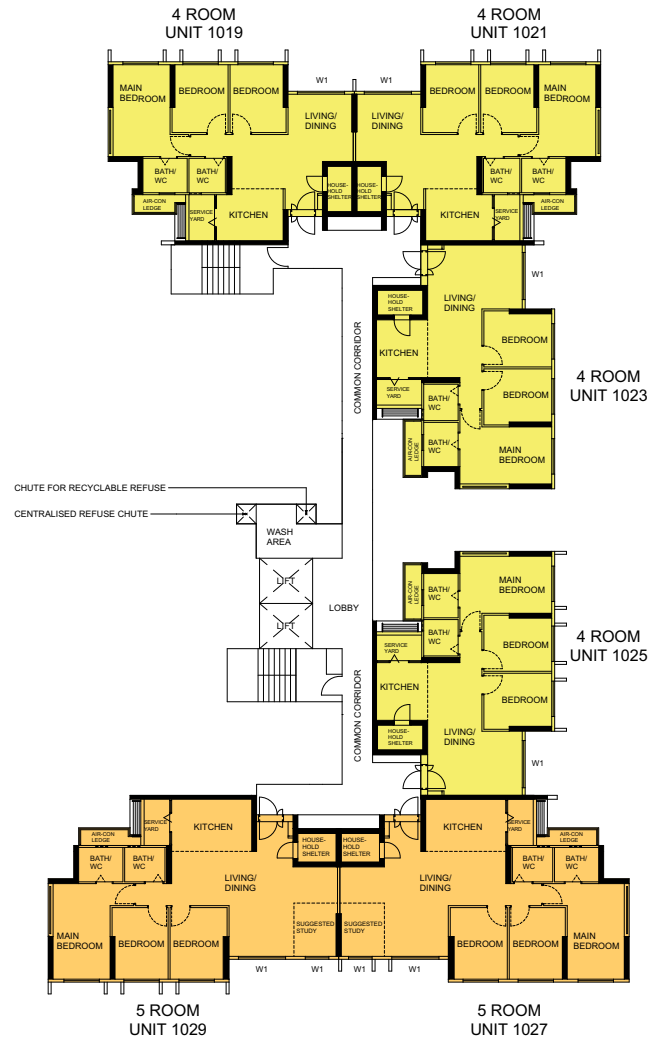 4 ROOM
UNIT 1019
4 ROOM
UNIT 1021
W1
W1
MAIN
BEDROOM
BEDROOM
BEDROOM
LIVING/
DINING
LIVING/
DINING
BEDROOM
BEDROOM
MAIN
BEDROOM
BATH/
WC
BATH/
WC
HOUSE-
HOLD
SHELTER
HOUSE-
HOLD
SHELTER
BATH/
WC
BATH/
WC
AIR-CON
LEDGE
SERVICE
YARD
KITCHEN
KITCHEN
SERVICE
YARD
AIR-CON
LEDGE
W1
HOUSE-
HOLD
SHELTER
LIVING/
DINING
COMMON CORRIDOR
KITCHEN
BEDROOM
SERVICE
YARD
BATH/
WC
BEDROOM
4 ROOM
UNIT 1023
AIR-CON
LEDGE
BATH/
WC
MAIN
BEDROOM
CHUTE FOR RECYCLABLE REFUSE
CENTRALISED REFUSE CHUTE
WASH
AREA
LIFT
LIFT
LOBBY
AIR-CON
LEDGE
BATH/
WC
MAIN
BEDROOM
BATH/
WC
SERVICE
YARD
BEDROOM
4 ROOM
UNIT 1025
KITCHEN
BEDROOM
COMMON CORRIDOR
HOUSE-
HOLD
SHELTER
LIVING/
DINING
W1
AIR-CON
LEDGE
SERVICE
YARD
KITCHEN
HOUSE-
HOLD
SHELTER
HOUSE-
HOLD
SHELTER
KITCHEN
SERVICE
YARD
AIR-CON
LEDGE
BATH/
WC
BATH/
WC
LIVING/
DINING
LIVING/
DINING
BATH/
WC
BATH/
WC
MAIN
BEDROOM
BEDROOM
BEDROOM
SUGGESTED
STUDY
SUGGESTED
STUDY
BEDROOM
BEDROOM
MAIN
BEDROOM
W1
W1
W1
W1
5 ROOM
UNIT 1029
5 ROOM
UNIT 1027